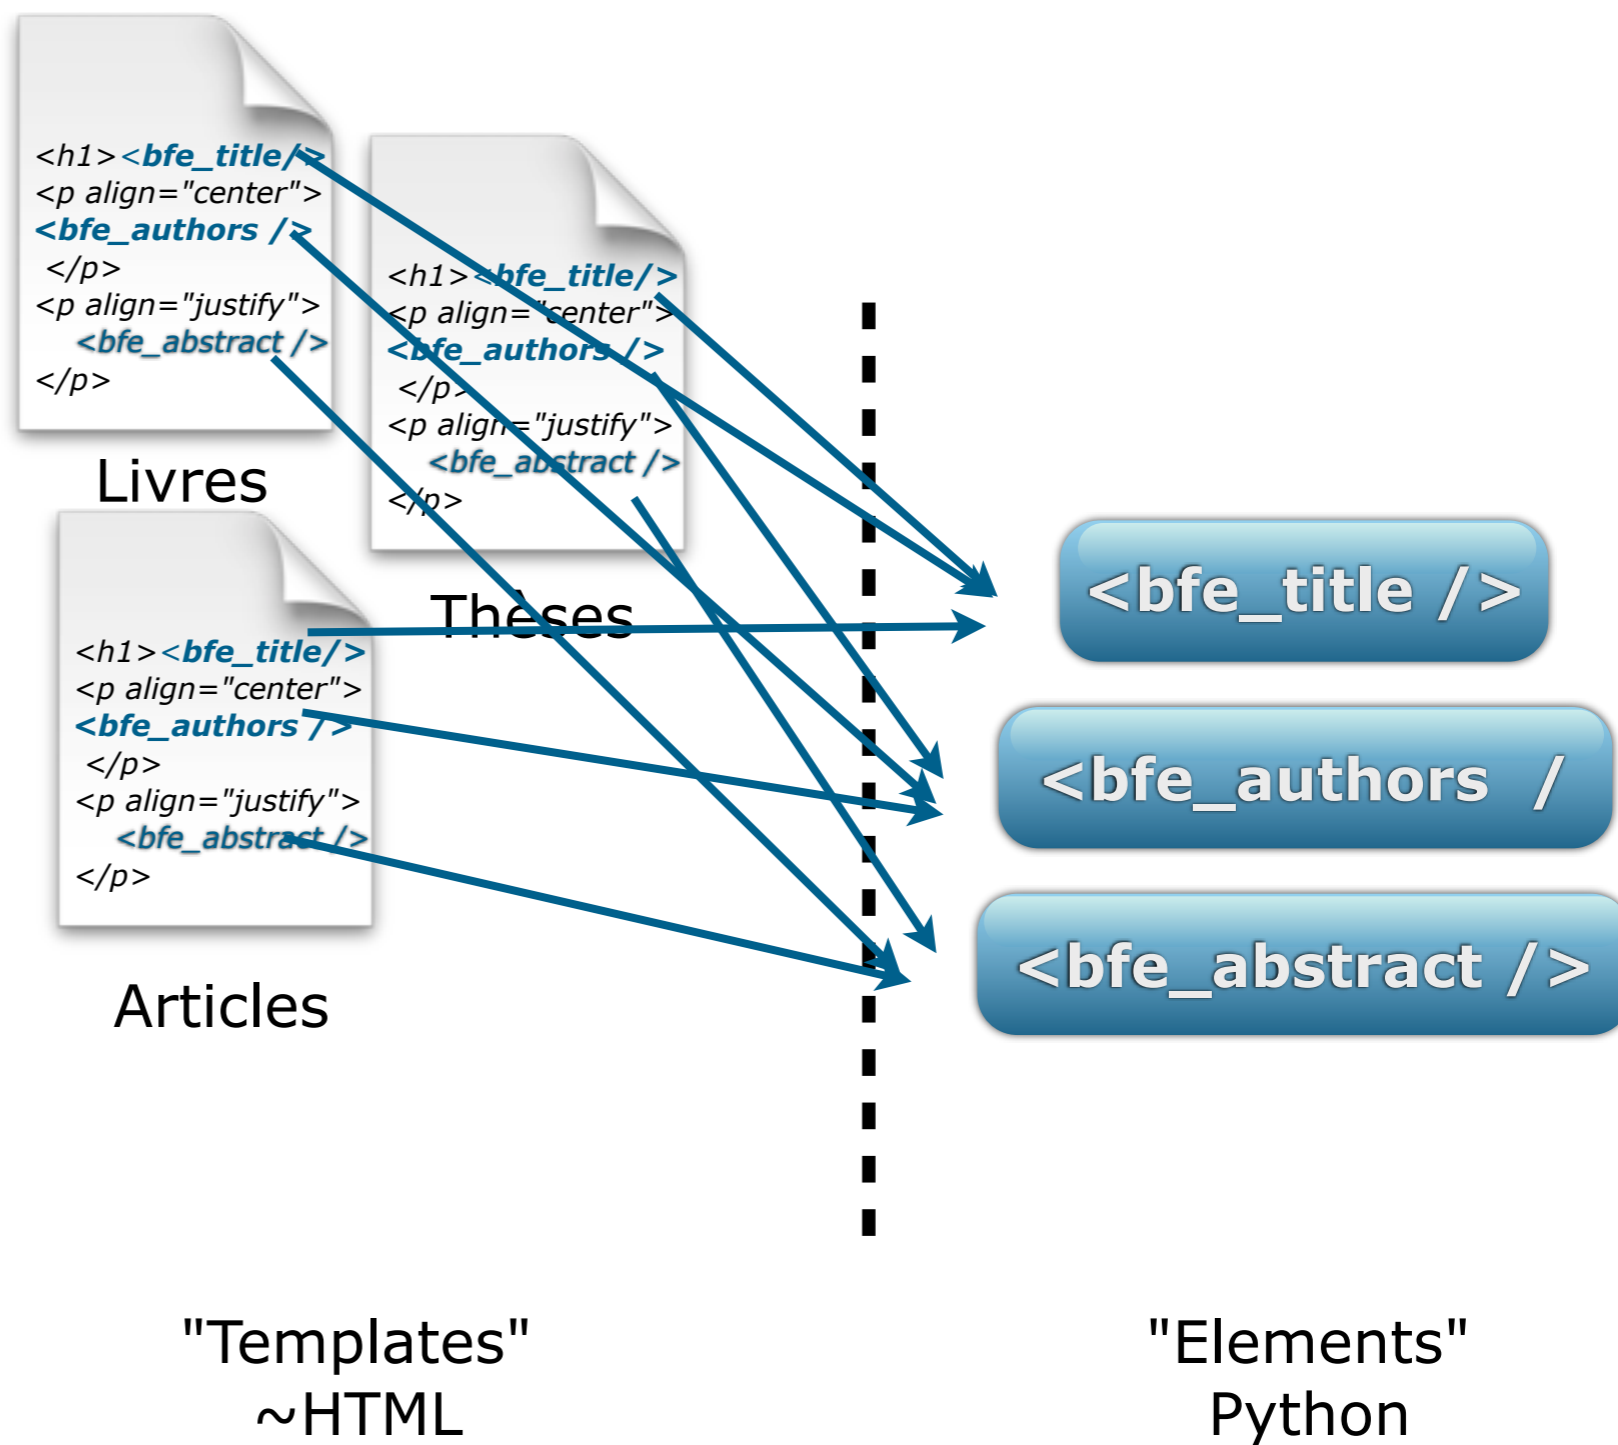 <h1><bfe_title/>
<p align="center">
<bfe_authors />
</p>
<p align="justify">
<bfe_abstract />
</p>
Livres
<h1><bfe_title/>
<p align="center">
<bfe_authors />
</p>
<p align="justify">
<bfe_abstract />
</p>
Thèses
<h1><bfe_title/>
<p align="center">
<bfe_authors />
</p>
<p align="justify">
<bfe_abstract />
</p>
Articles
<bfe_title />
<bfe_authors /
<bfe_abstract />
"Templates"
~HTML
"Elements"
Python